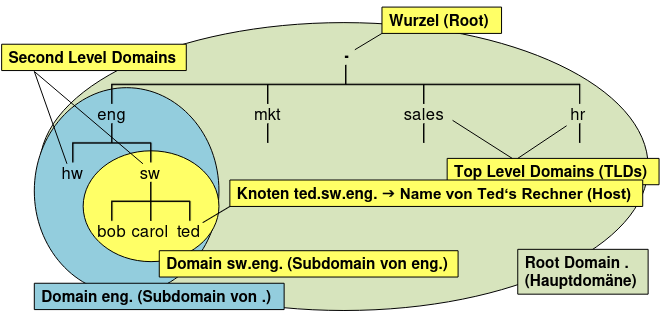 Wurzel (Root)
Second Level Domains
.
eng
mkt
sales
hr
hw
sw
Top Level Domains (TLDs)
Knoten ted.sw.eng. → Name von Ted‘s Rechner (Host)
bob
carol
ted
Domain sw.eng. (Subdomain von eng.)
Root Domain .
(Hauptdomäne)
Domain eng. (Subdomain von .)